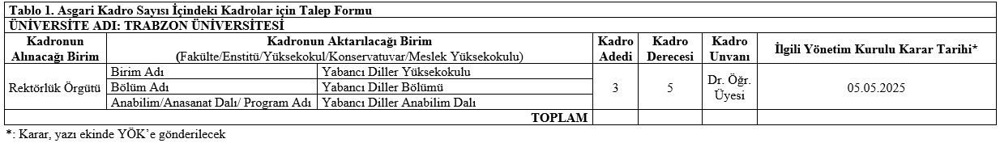 Tablo 1. Asgari Kadro Sayısı İçindeki Kadrolar için Talep Formu
ÜNİVERSİTE ADI: TRABZON ÜNİVERSİTESİ
Kadronun Alınacağı Birim
Kadronun Aktarılacağı Birim
(Fakülte/Enstitü/Yüksekokul/Konservatuvar/Meslek Yüksekokulu)
Kadro Adedi
Kadro Derecesi
Kadro Unvanı
İlgili Yönetim Kurulu Karar Tarihi*
Rektörlük Örgütü
Birim Adı
Yabancı Diller Yüksekokulu
Bölüm Adı
Yabancı Diller Bölümü
Anabilim/Anasanat Dalı/ Program Adı
Yabancı Diller Anabilim Dalı
3
5
Dr. Öğr. Üyesi
05.05.2025
TOPLAM
*: Karar, yazı ekinde YÖK’e gönderilecek